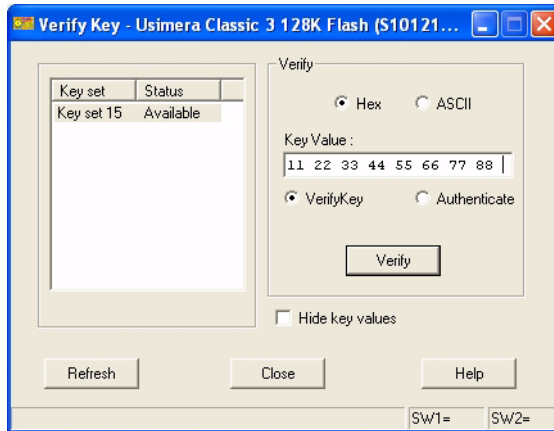 Verify Key - Usimera Classic 3 128K Flash (S10121...
Key set Status
Key set 15 Available
Verify
Hex ASCII
Key Value :
11 22 33 44 55 66 77 88
VerifyKey Authenticate
Verify
Hide key values
Refresh Close Help
SW1= SW2=